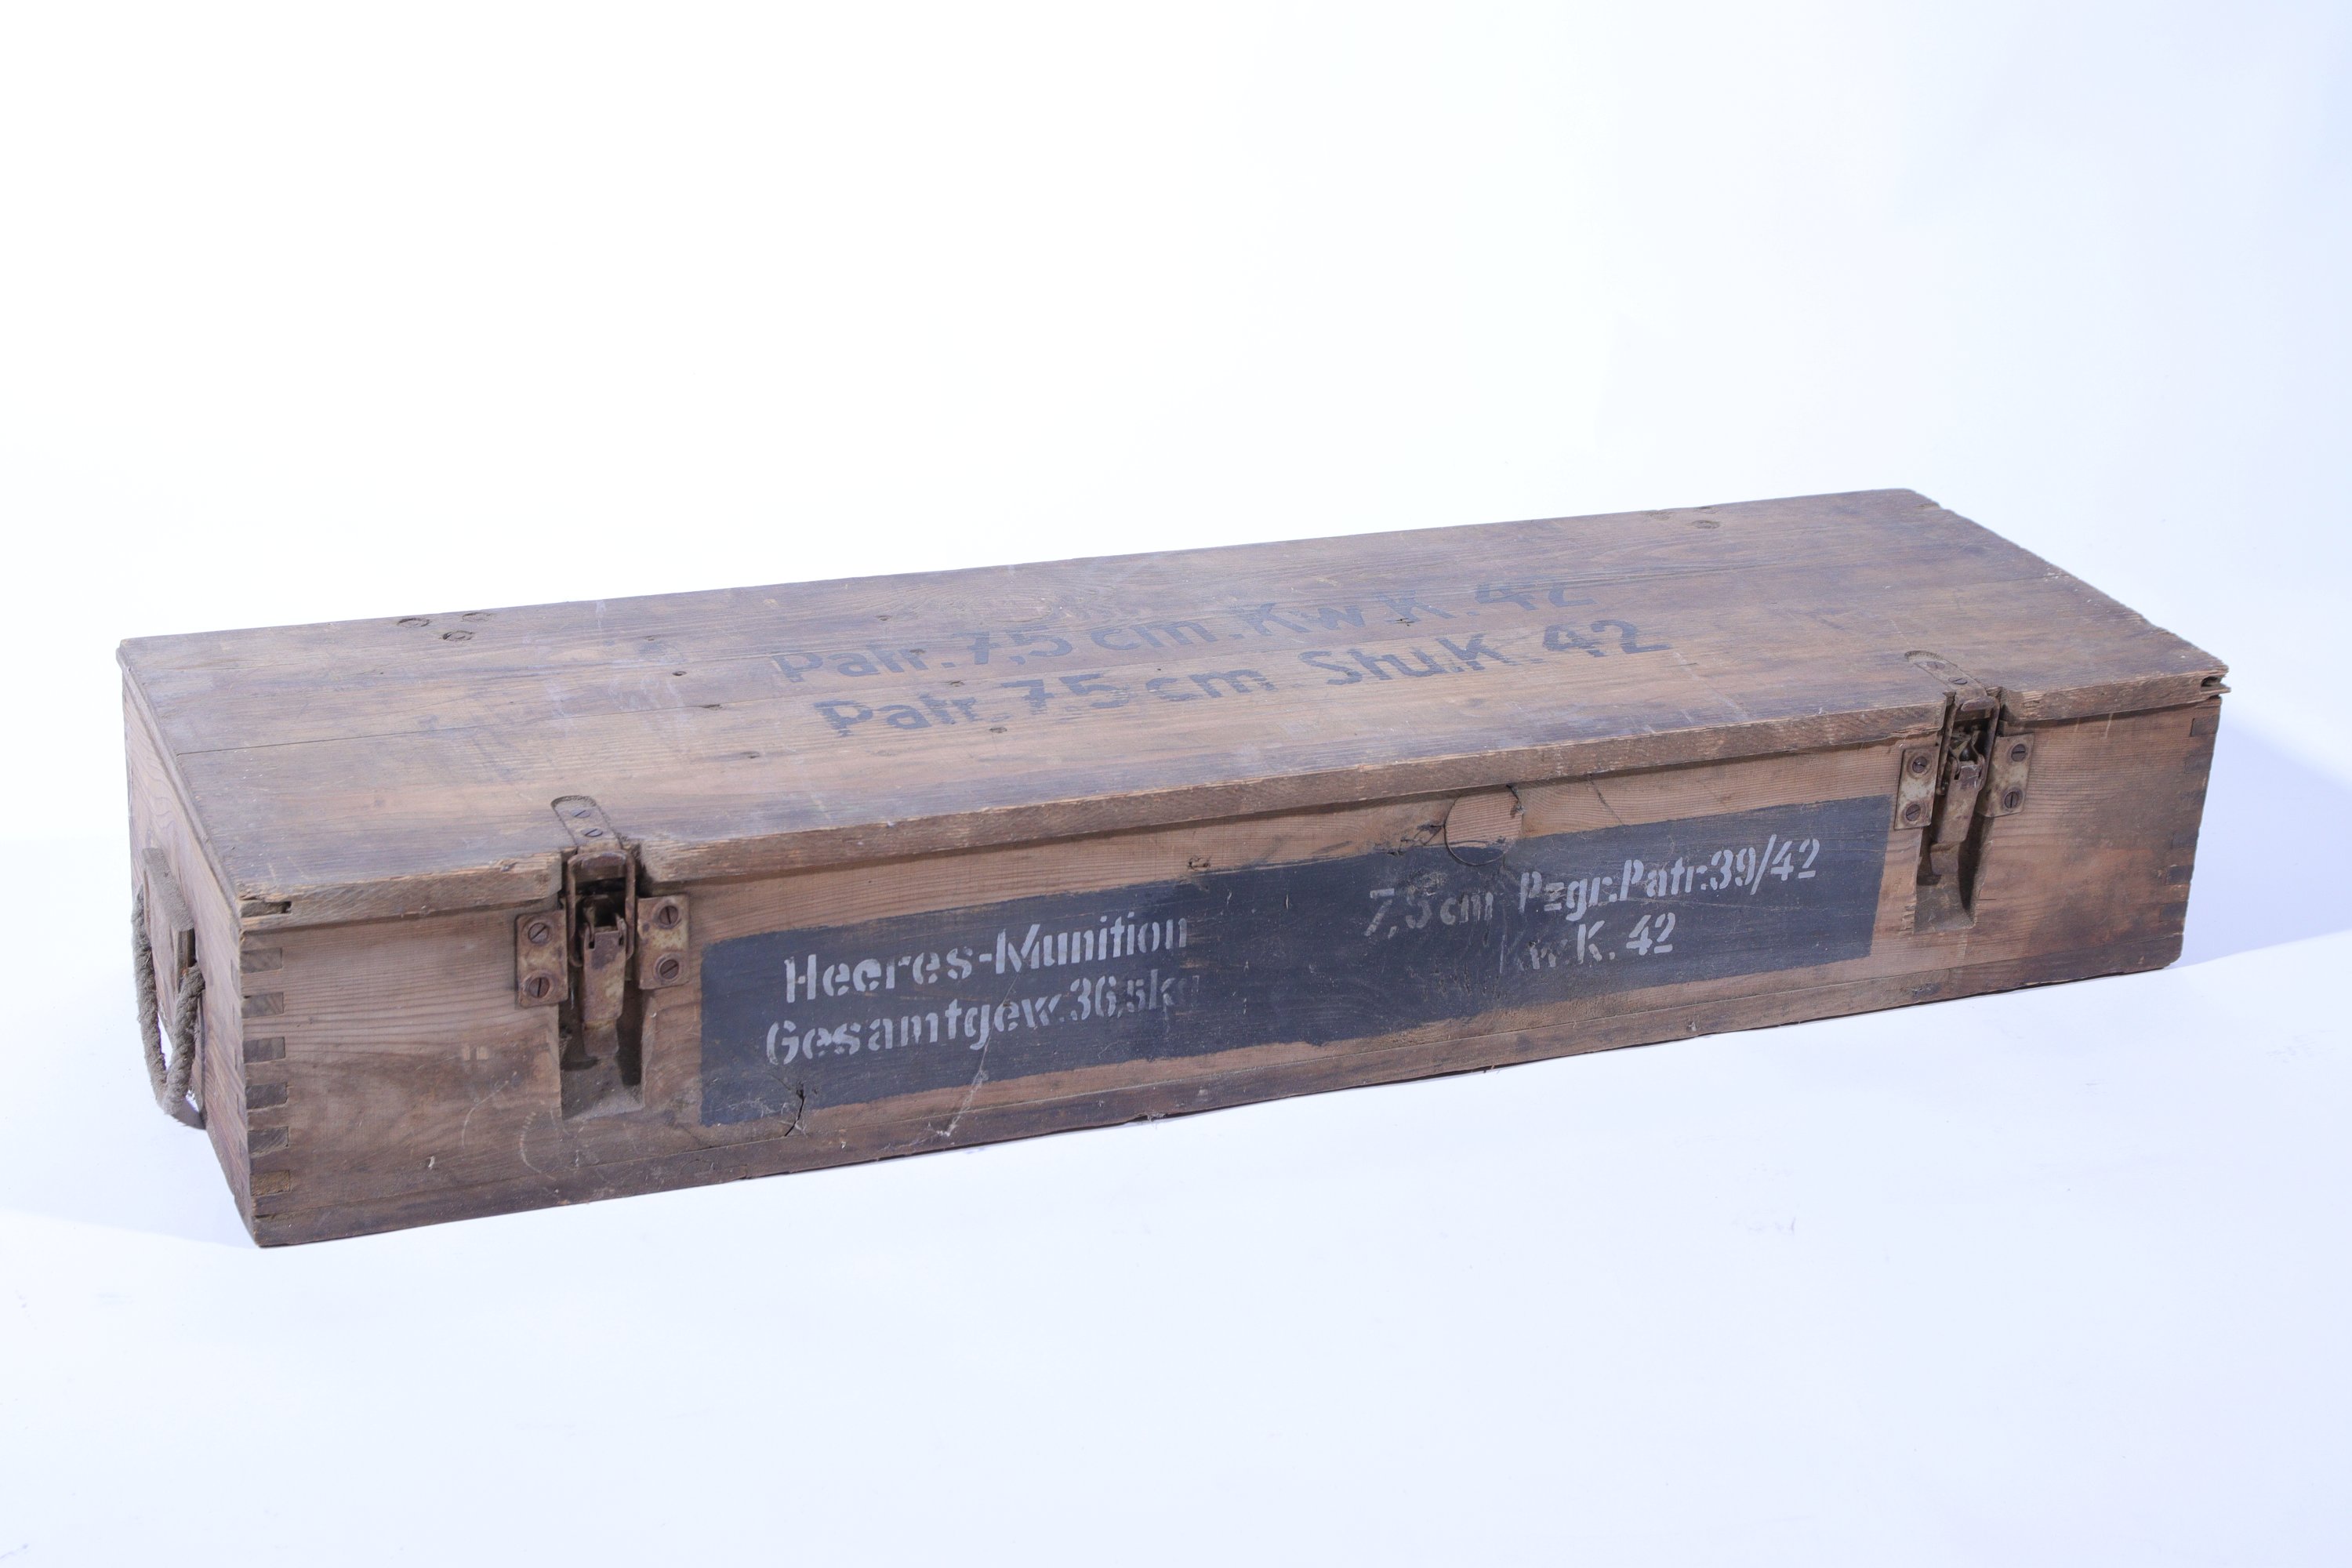 Patr. 7,5 cm. Kw.K. 42
Patr. 7,5 cm Stu.K. 42
Heeres-Munition
Gesamtgew. 36,5kg
7,5 cm Pzgr.Patr.39/42
Kw.K. 42